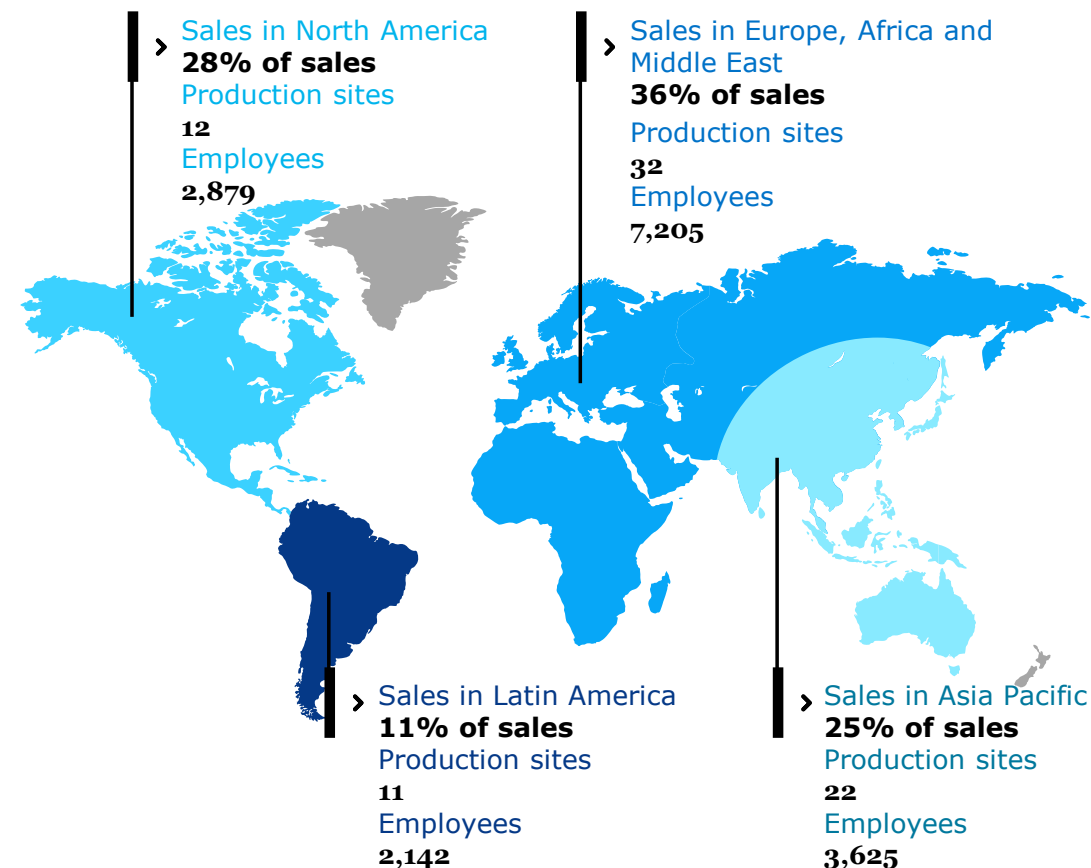 Sales in North America
28% of sales
Production sites
12
Employees
2,879
Sales in Europe, Africa and
Middle East
36% of sales
Production sites
32
Employees
7,205
Sales in Latin America
11% of sales
Production sites
11
Employees
2,142
Sales in Asia Pacific
25% of sales
Production sites
22
Employees
3,625